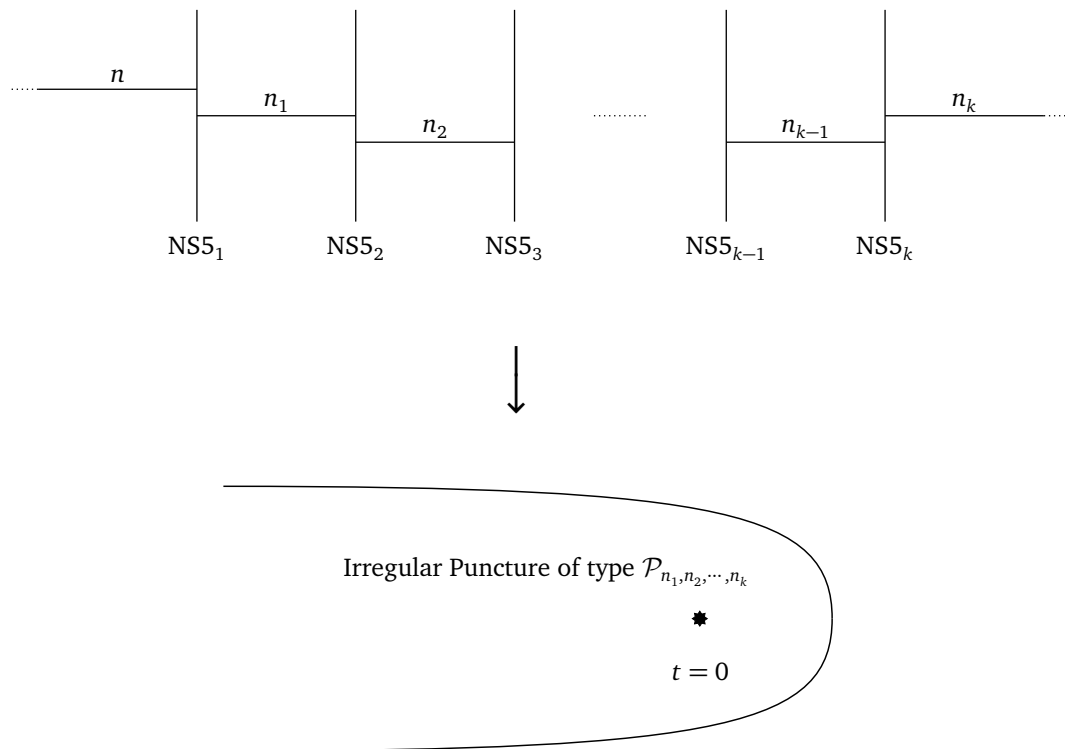 n
n₁
n₂
nₖ₋₁
nₖ
NS5₁ NS5₂ NS5₃ NS5ₖ₋₁ NS5ₖ
Irregular Puncture of type 𝒫ₙ₁,ₙ₂,⋯,ₙₖ
t = 0